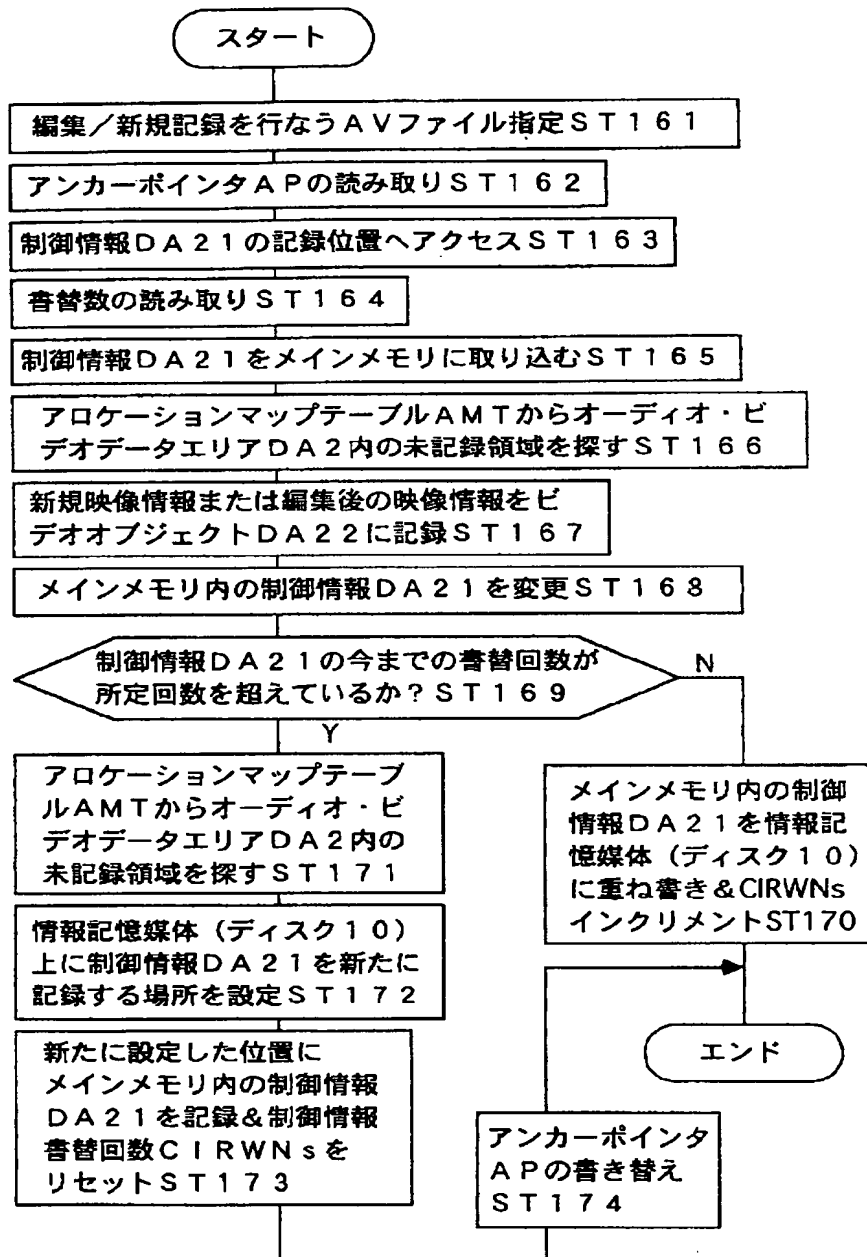 スタート
編集／新規記録を行なうAVファイル指定ST161
アンカーポインタAPの読み取りST162
制御情報DA21の記録位置へアクセスST163
書替数の読み取りST164
制御情報DA21をメインメモリに取り込むST165
アロケーションマップテーブルAMTからオーディオ・ビ
デオデータエリアDA2内の未記録領域を探すST166
新規映像情報または編集後の映像情報をビ
デオオブジェクトDA22に記録ST167
メインメモリ内の制御情報DA21を変更ST168
制御情報DA21の今までの書替回数が
所定回数を超えているか？ST169
N
Y
アロケーションマップテーブ
ルAMTからオーディオ・ビ
デオデータエリアDA2内の
未記録領域を探すST171
情報記憶媒体（ディスク10）
上に制御情報DA21を新たに
記録する場所を設定ST172
新たに設定した位置に
メインメモリ内の制御情報
DA21を記録&制御情報
書替回数CIRWNsを
リセットST173
メインメモリ内の制御
情報DA21を情報記
憶媒体（ディスク10）
に重ね書き&CIRWNs
インクリメントST170
エンド
アンカーポインタ
APの書き替え
ST174